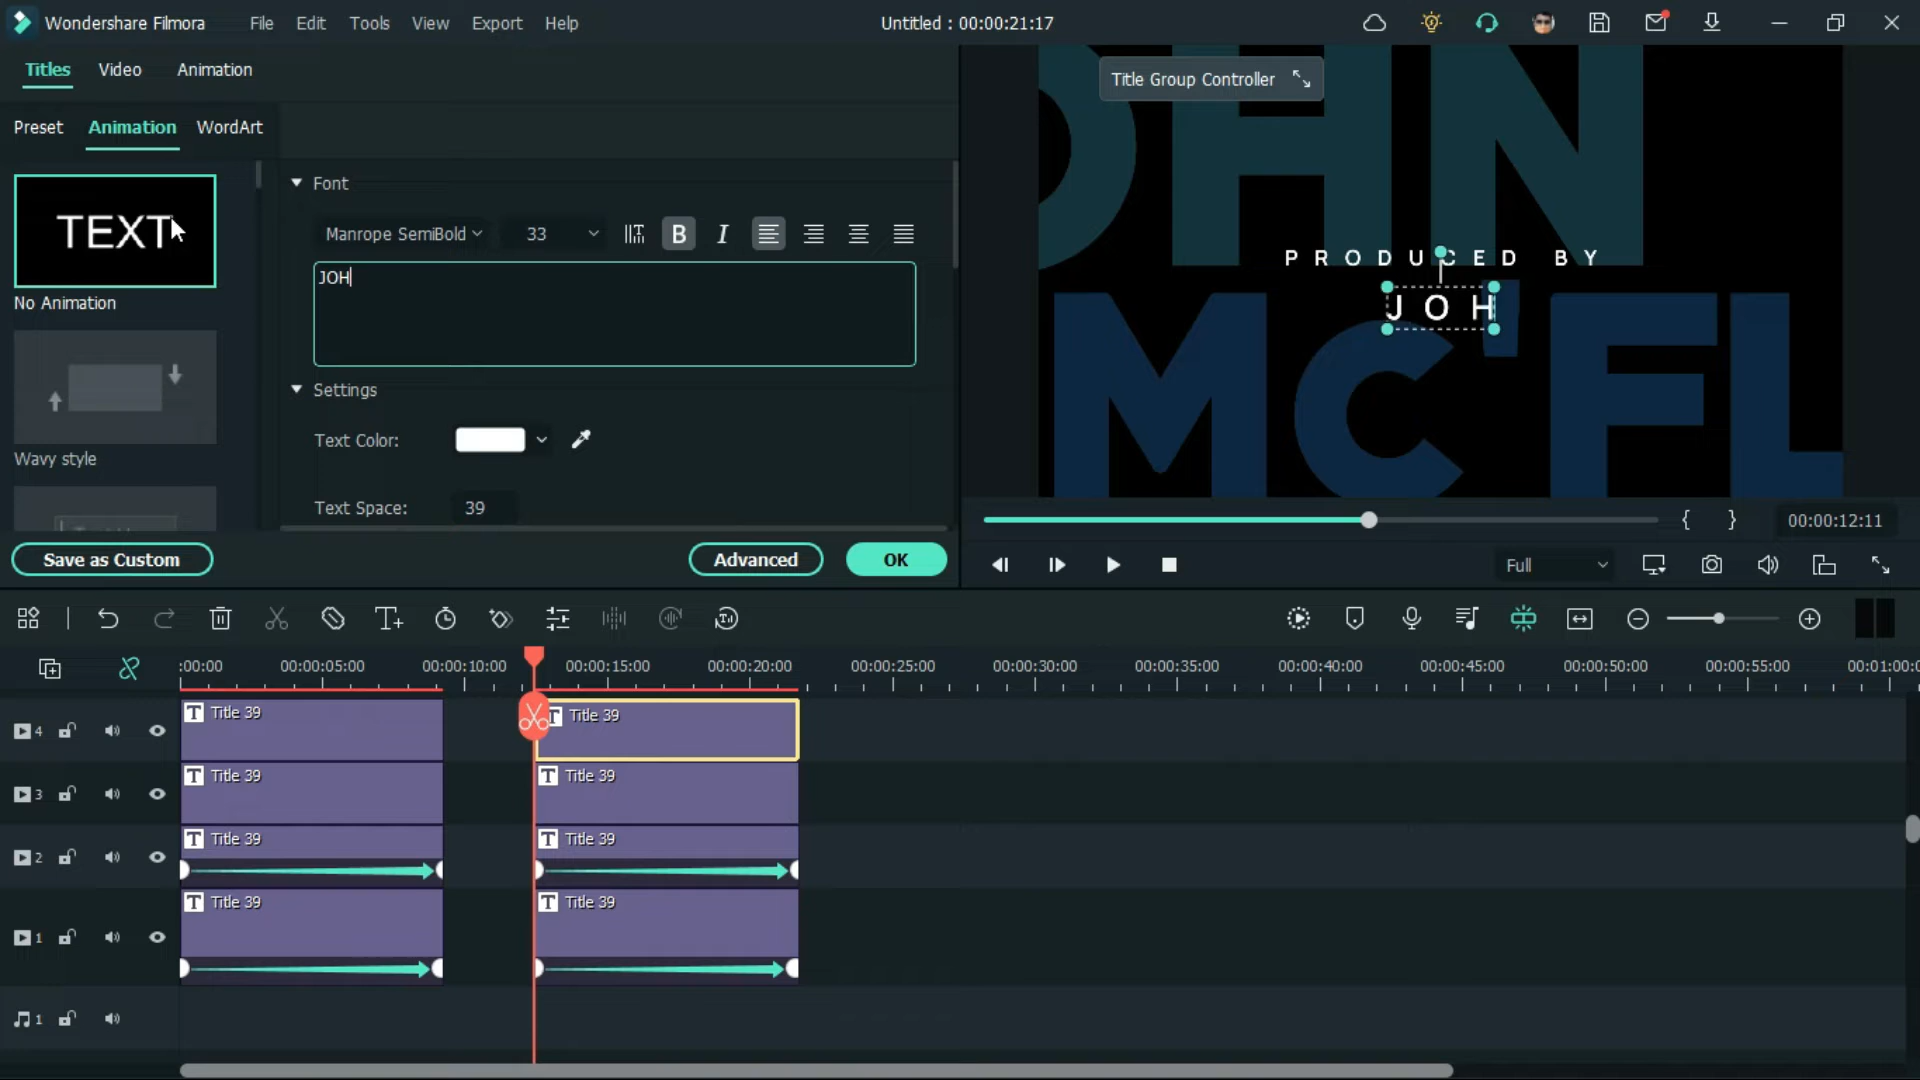 Wondershare Filmora File Edit Tools View Export Help Untitled : 00:00:21:17
Titles Video Animation
Preset Animation WordArt
TEXT
No Animation
Wavy style
Font
Manrope SemiBold 33 B I
JOH
Settings
Text Color:
Text Space: 39
Save as Custom Advanced OK
Title Group Controller
OHN
PRODUCED BY
JOH
MC'FL
00:00:12:11
Full
:00:00 00:00:05:00 00:00:10:00 00:00:15:00 00:00:20:00 00:00:25:00 00:00:30:00 00:00:35:00 00:00:40:00 00:00:45:00 00:00:50:00 00:00:55:00 00:01:00:0
4 T Title 39 T Title 39
3 T Title 39 T Title 39
2 T Title 39 T Title 39
1 T Title 39 T Title 39
1